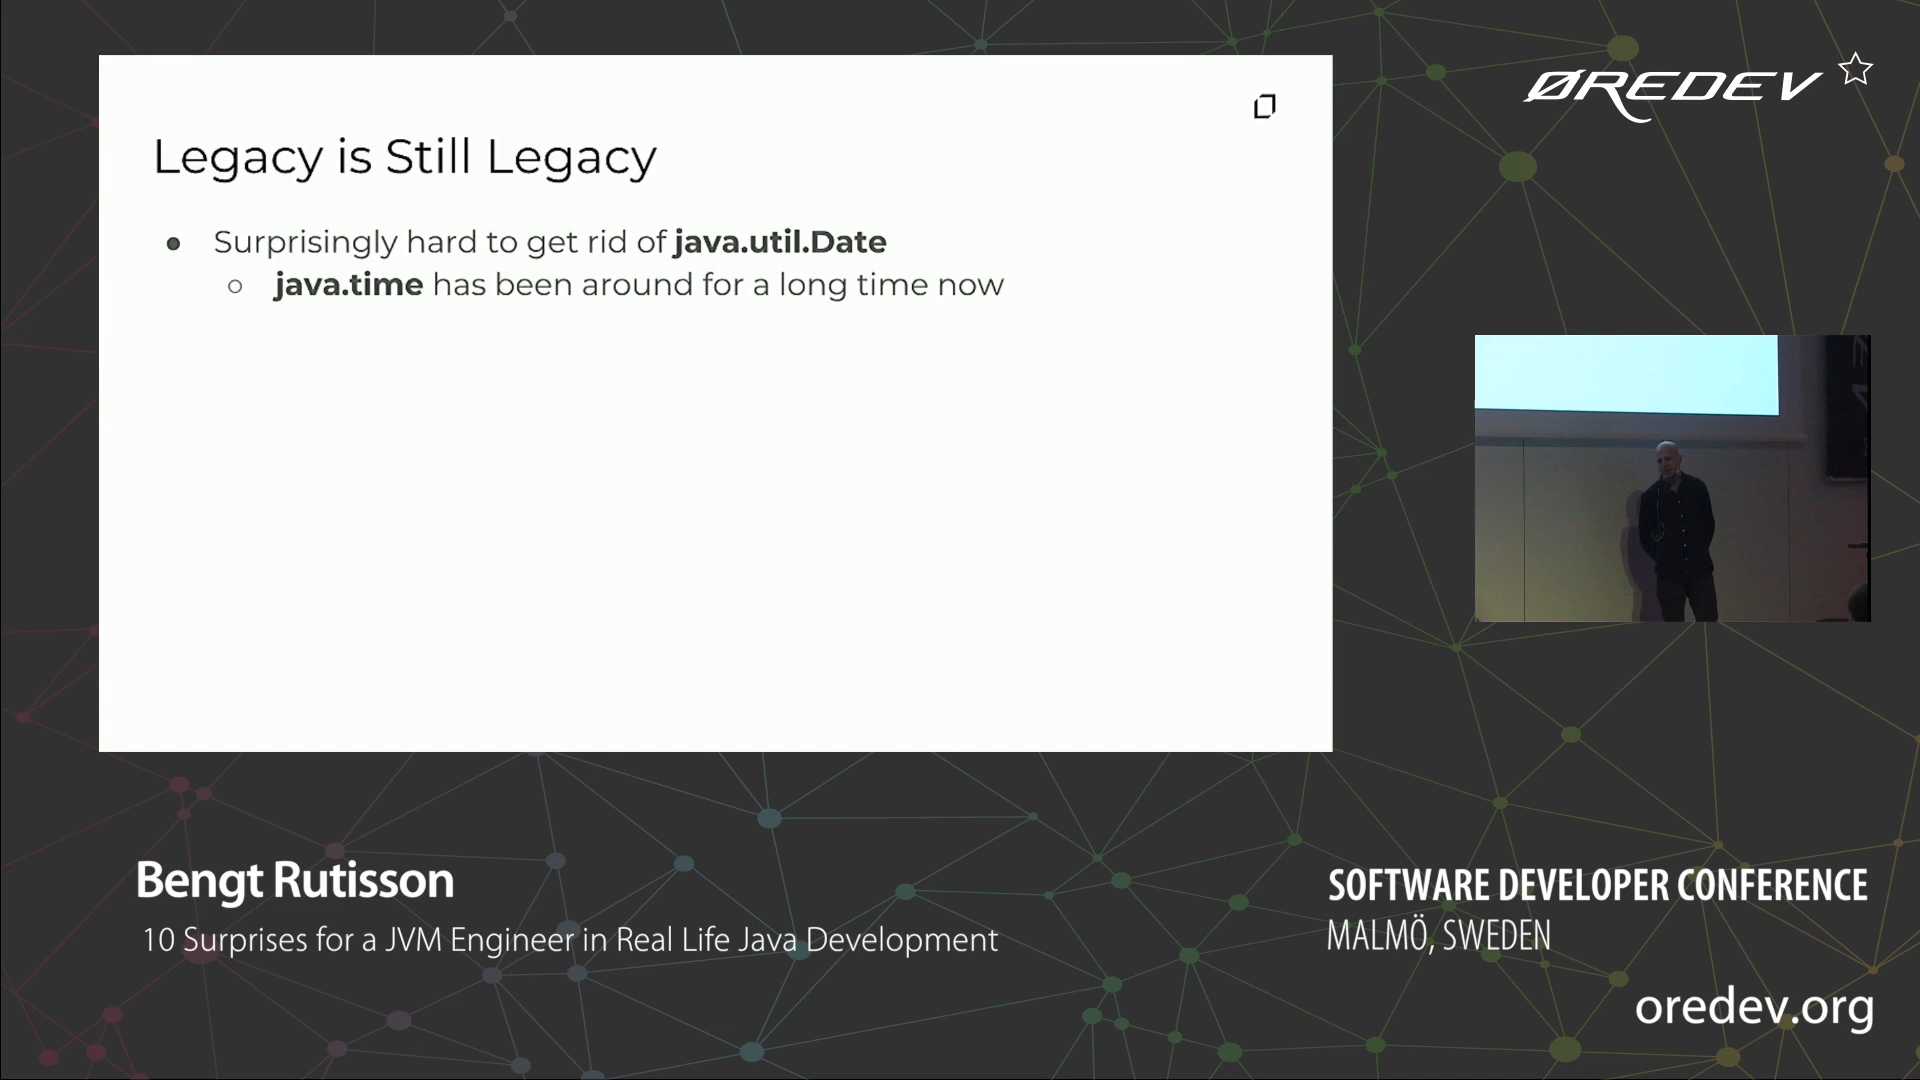 Legacy is Still Legacy
● Surprisingly hard to get rid of java.util.Date
○ java.time has been around for a long time now
ØREDEV
Bengt Rutisson
10 Surprises for a JVM Engineer in Real Life Java Development
SOFTWARE DEVELOPER CONFERENCE
MALMÖ, SWEDEN
oredev.org